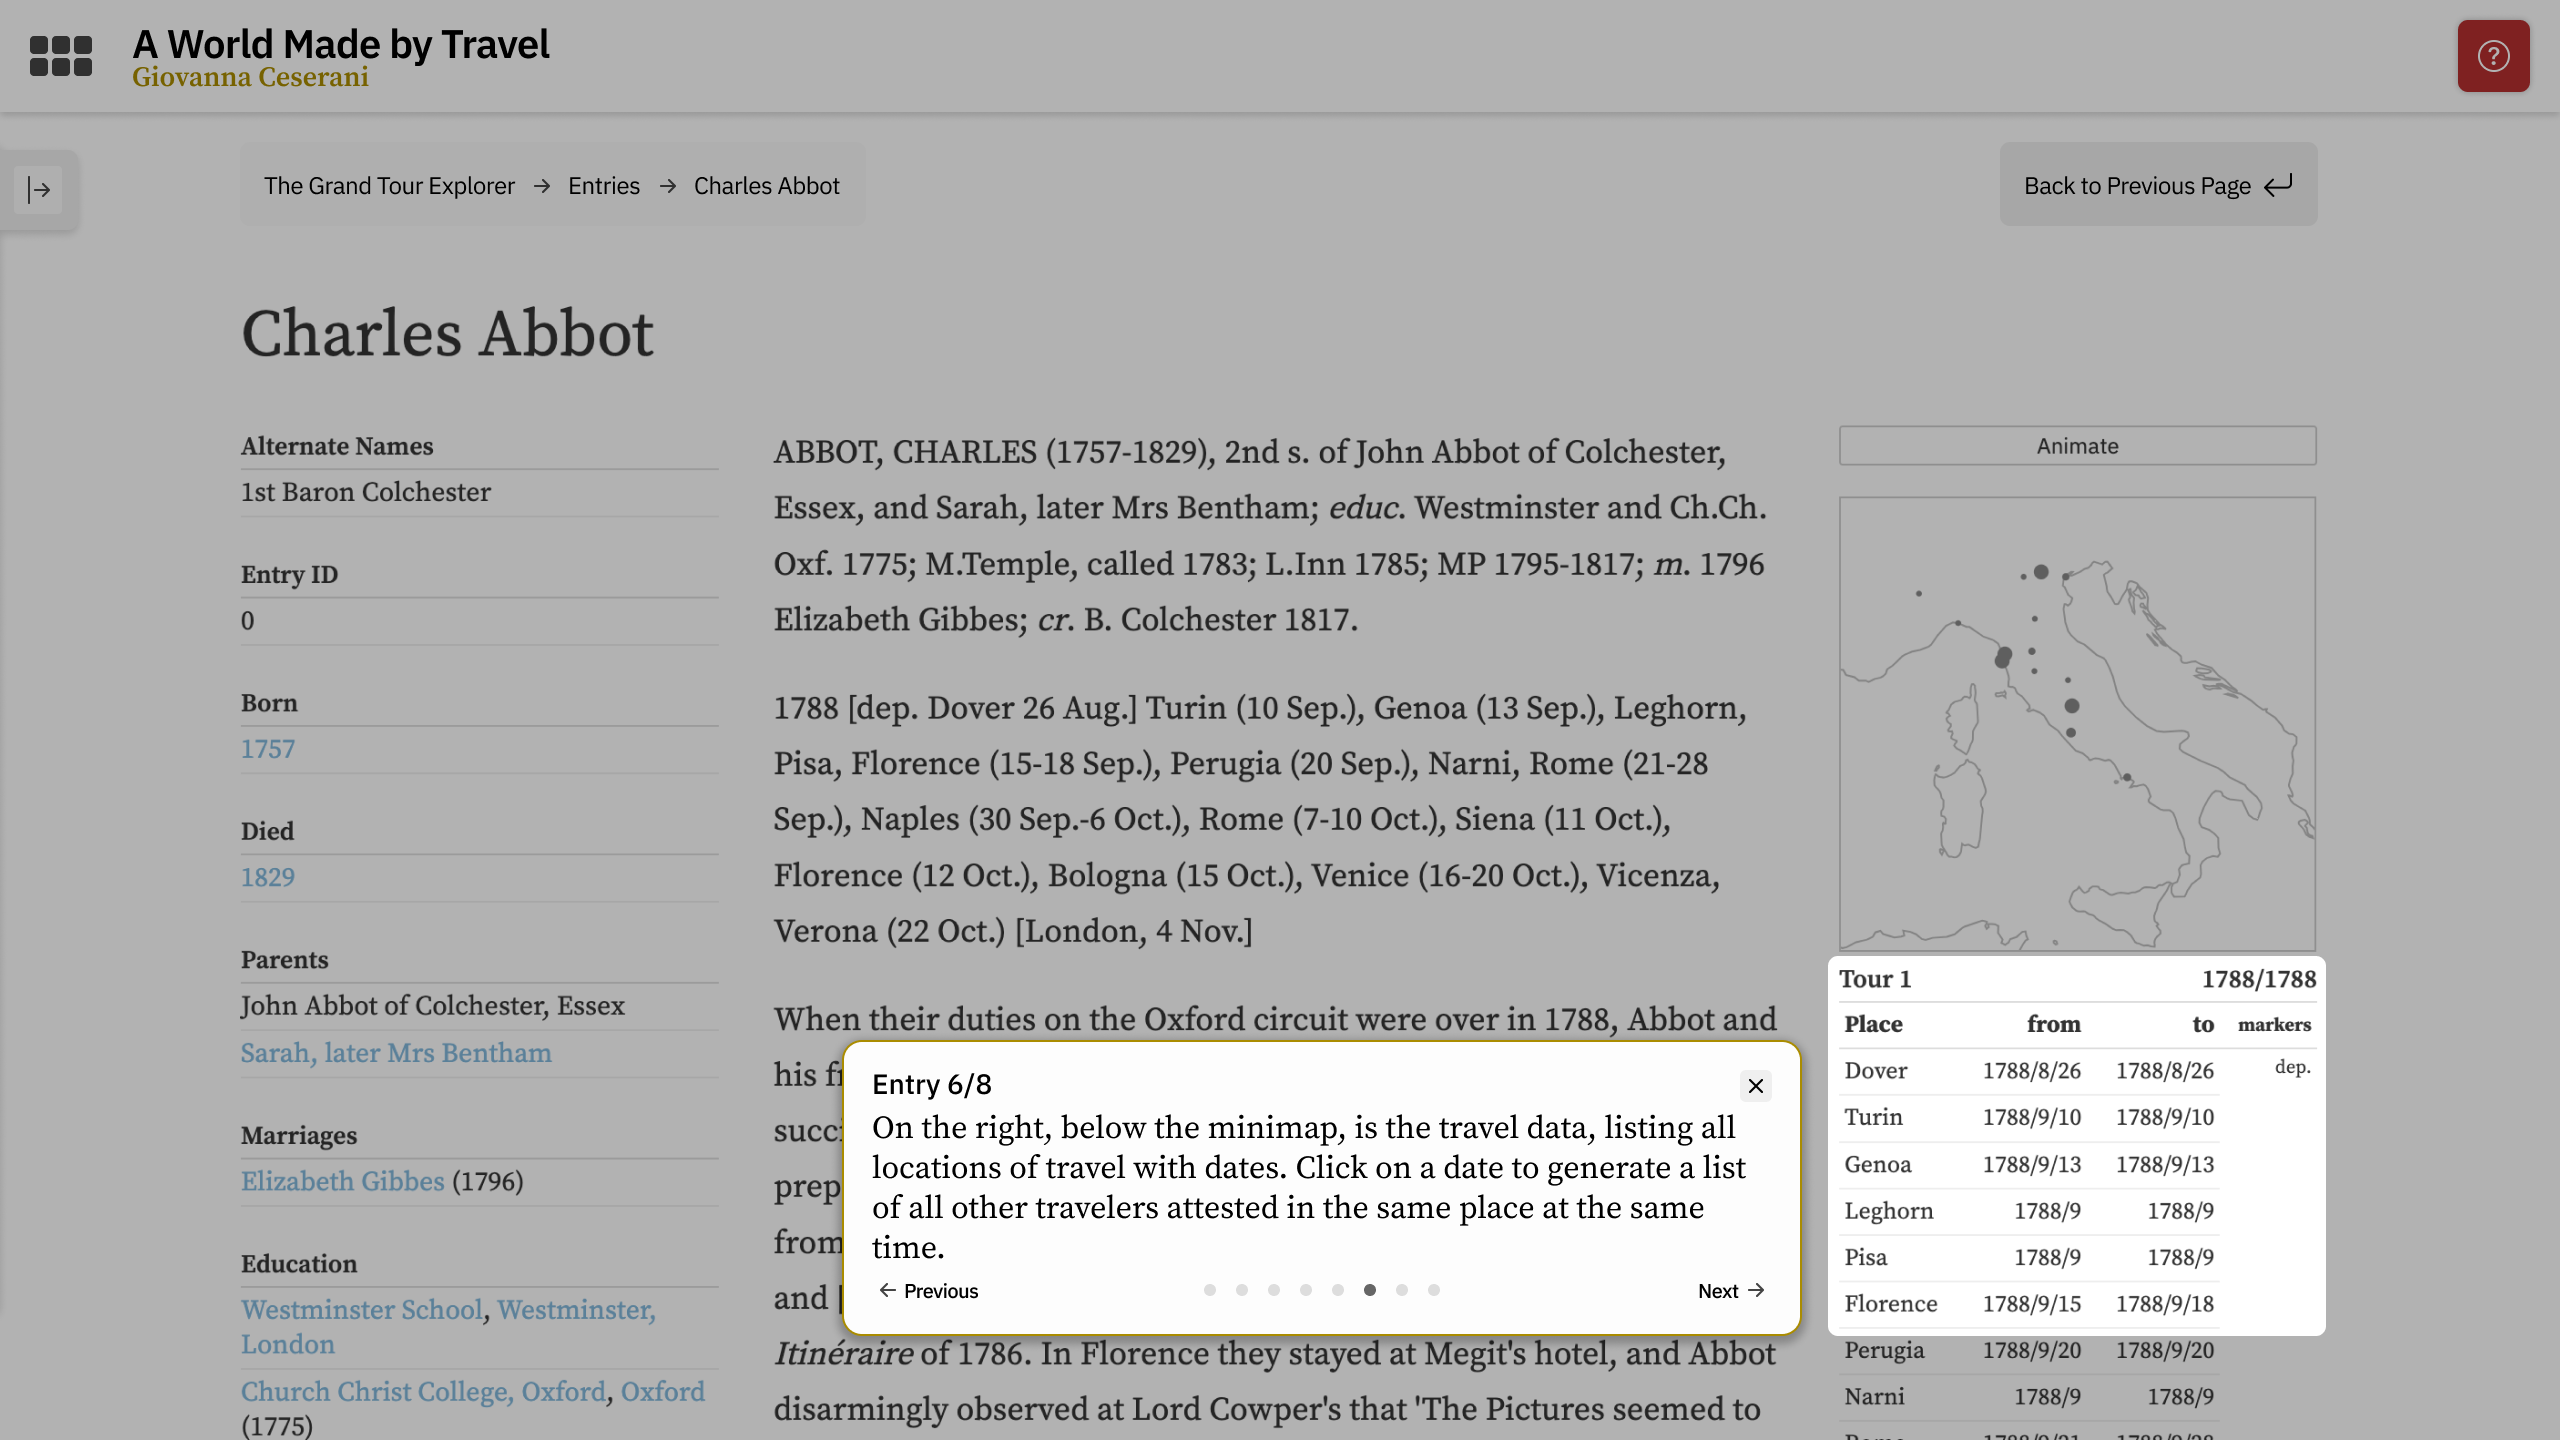 A World Made by Travel
Giovanna Ceserani
The Grand Tour Explorer → Entries → Charles Abbot
Back to Previous Page
Charles Abbot
Alternate Names
1st Baron Colchester
Entry ID
0
Born
1757
Died
1829
Parents
John Abbot of Colchester, Essex
Sarah, later Mrs Bentham
Marriages
Elizabeth Gibbes (1796)
Education
Westminster School, Westminster,
London
Church Christ College, Oxford, Oxford
(1775)
ABBOT, CHARLES (1757-1829), 2nd s. of John Abbot of Colchester,
Essex, and Sarah, later Mrs Bentham; educ. Westminster and Ch.Ch.
Oxf. 1775; M.Temple, called 1783; L.Inn 1785; MP 1795-1817; m. 1796
Elizabeth Gibbes; cr. B. Colchester 1817.
1788 [dep. Dover 26 Aug.] Turin (10 Sep.), Genoa (13 Sep.), Leghorn,
Pisa, Florence (15-18 Sep.), Perugia (20 Sep.), Narni, Rome (21-28
Sep.), Naples (30 Sep.-6 Oct.), Rome (7-10 Oct.), Siena (11 Oct.),
Florence (12 Oct.), Bologna (15 Oct.), Venice (16-20 Oct.), Vicenza,
Verona (22 Oct.) [London, 4 Nov.]
When their duties on the Oxford circuit were over in 1788, Abbot and
his
from
and
Itinéraire of 1786. In Florence they stayed at Megit's hotel, and Abbot
disarmingly observed at Lord Cowper's that 'The Pictures seemed to
Entry 6/8
On the right, below the minimap, is the travel data, listing all
locations of travel with dates. Click on a date to generate a list
of all other travelers attested in the same place at the same
time.
← Previous
Next →
Animate
Tour 1 1788/1788
Place from to markers
Dover 1788/8/26 1788/8/26 dep.
Turin 1788/9/10 1788/9/10
Genoa 1788/9/13 1788/9/13
Leghorn 1788/9 1788/9
Pisa 1788/9 1788/9
Florence 1788/9/15 1788/9/18
Perugia 1788/9/20 1788/9/20
Narni 1788/9 1788/9